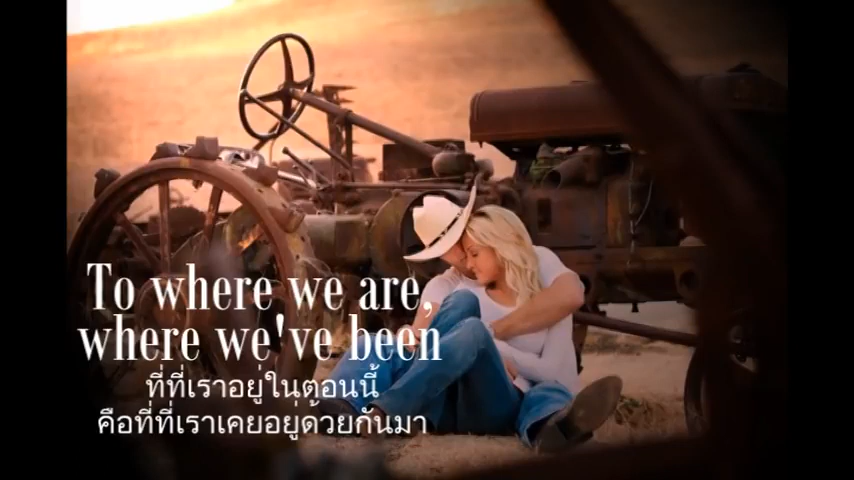 To where we are,
where we've been
ที่ที่เราอยู่ในตอนนี้
คือที่ที่เราเคยอยู่ด้วยกันมา